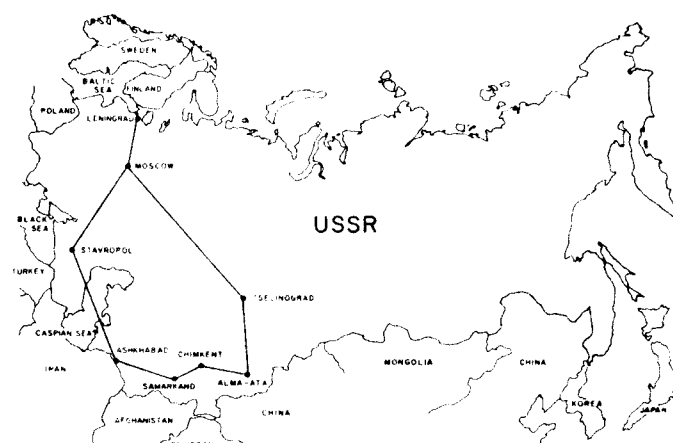 SWEDEN
BALTIC
SEA
FINLAND
POLAND
LENINGRAD
MOSCOW
BLACK
SEA
USSR
STAVROPOL
TURKEY
TSELINOGRAD
CASPIAN SEA
ASHKHABAD
CHIMKENT
IRAN
MONGOLIA
CHINA
SAMARKAND
ALMA-ATA
AFGHANISTAN
CHINA
KOREA
JAPAN